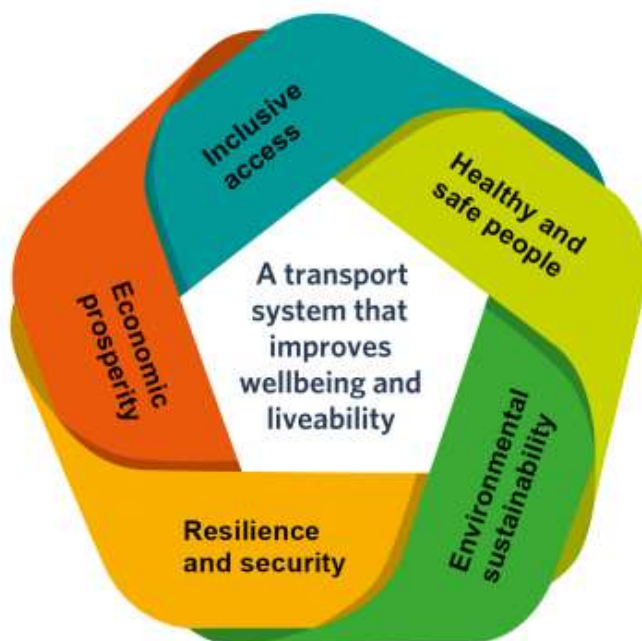 Inclusive
access
Healthy and
safe people
A transport
system that
improves
wellbeing and
liveability
Economic
prosperity
Environmental
sustainability
Resilience
and security